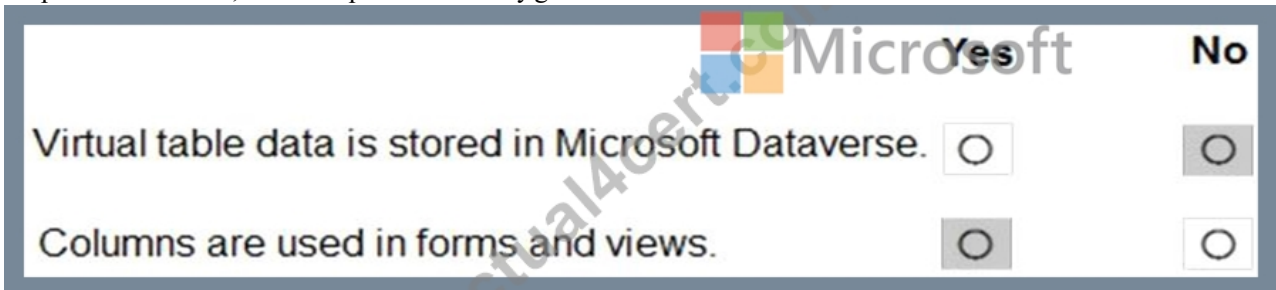 Microsoft
Yes No
Virtual table data is stored in Microsoft Dataverse.
Columns are used in forms and views.